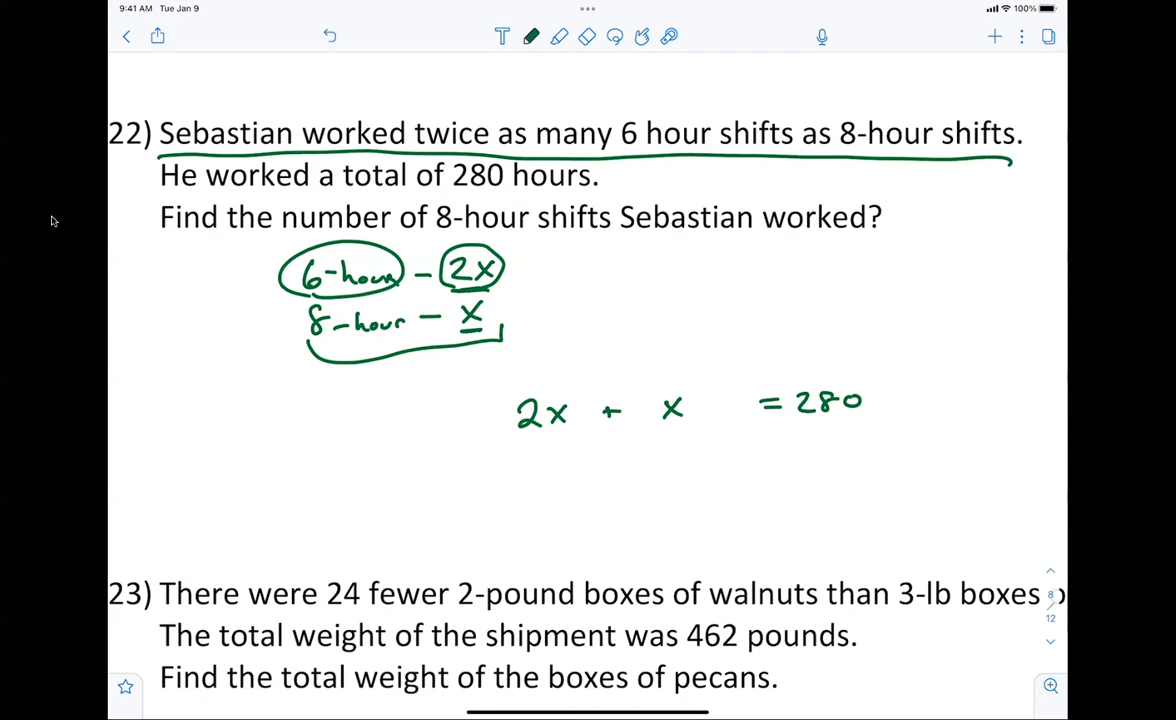 9:41 AM Tue Jan 9
100%
22) Sebastian worked twice as many 6 hour shifts as 8-hour shifts.
He worked a total of 280 hours.
Find the number of 8-hour shifts Sebastian worked?
6-hour - 2x
8-hour - x
2x + x = 280
23) There were 24 fewer 2-pound boxes of walnuts than 3-lb boxes
The total weight of the shipment was 462 pounds.
Find the total weight of the boxes of pecans.
8
12